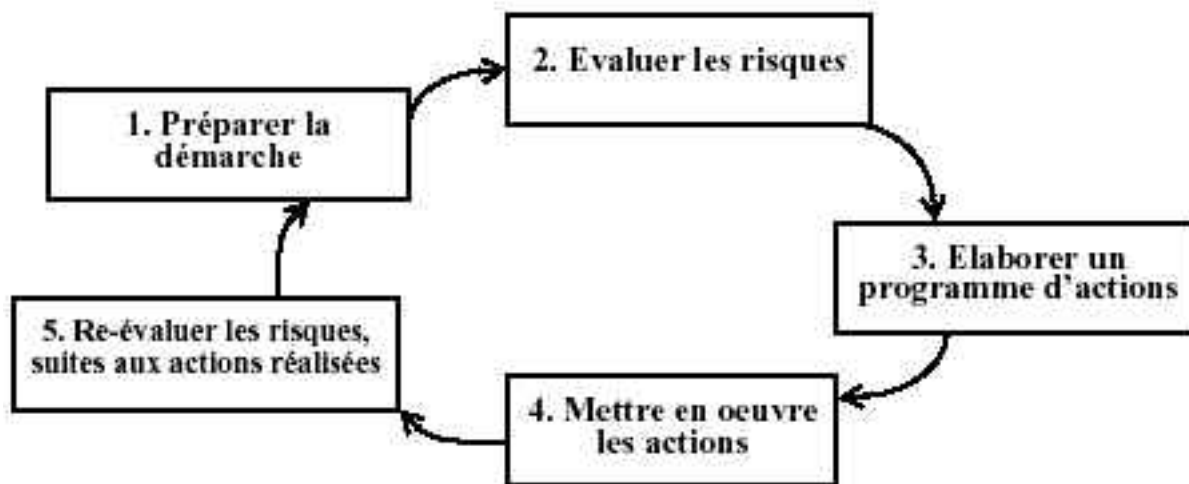 1. Préparer la
démarche
2. Evaluer les risques
3. Elaborer un
programme d’actions
4. Mettre en oeuvre
les actions
5. Re-évaluer les risques,
suites aux actions réalisées